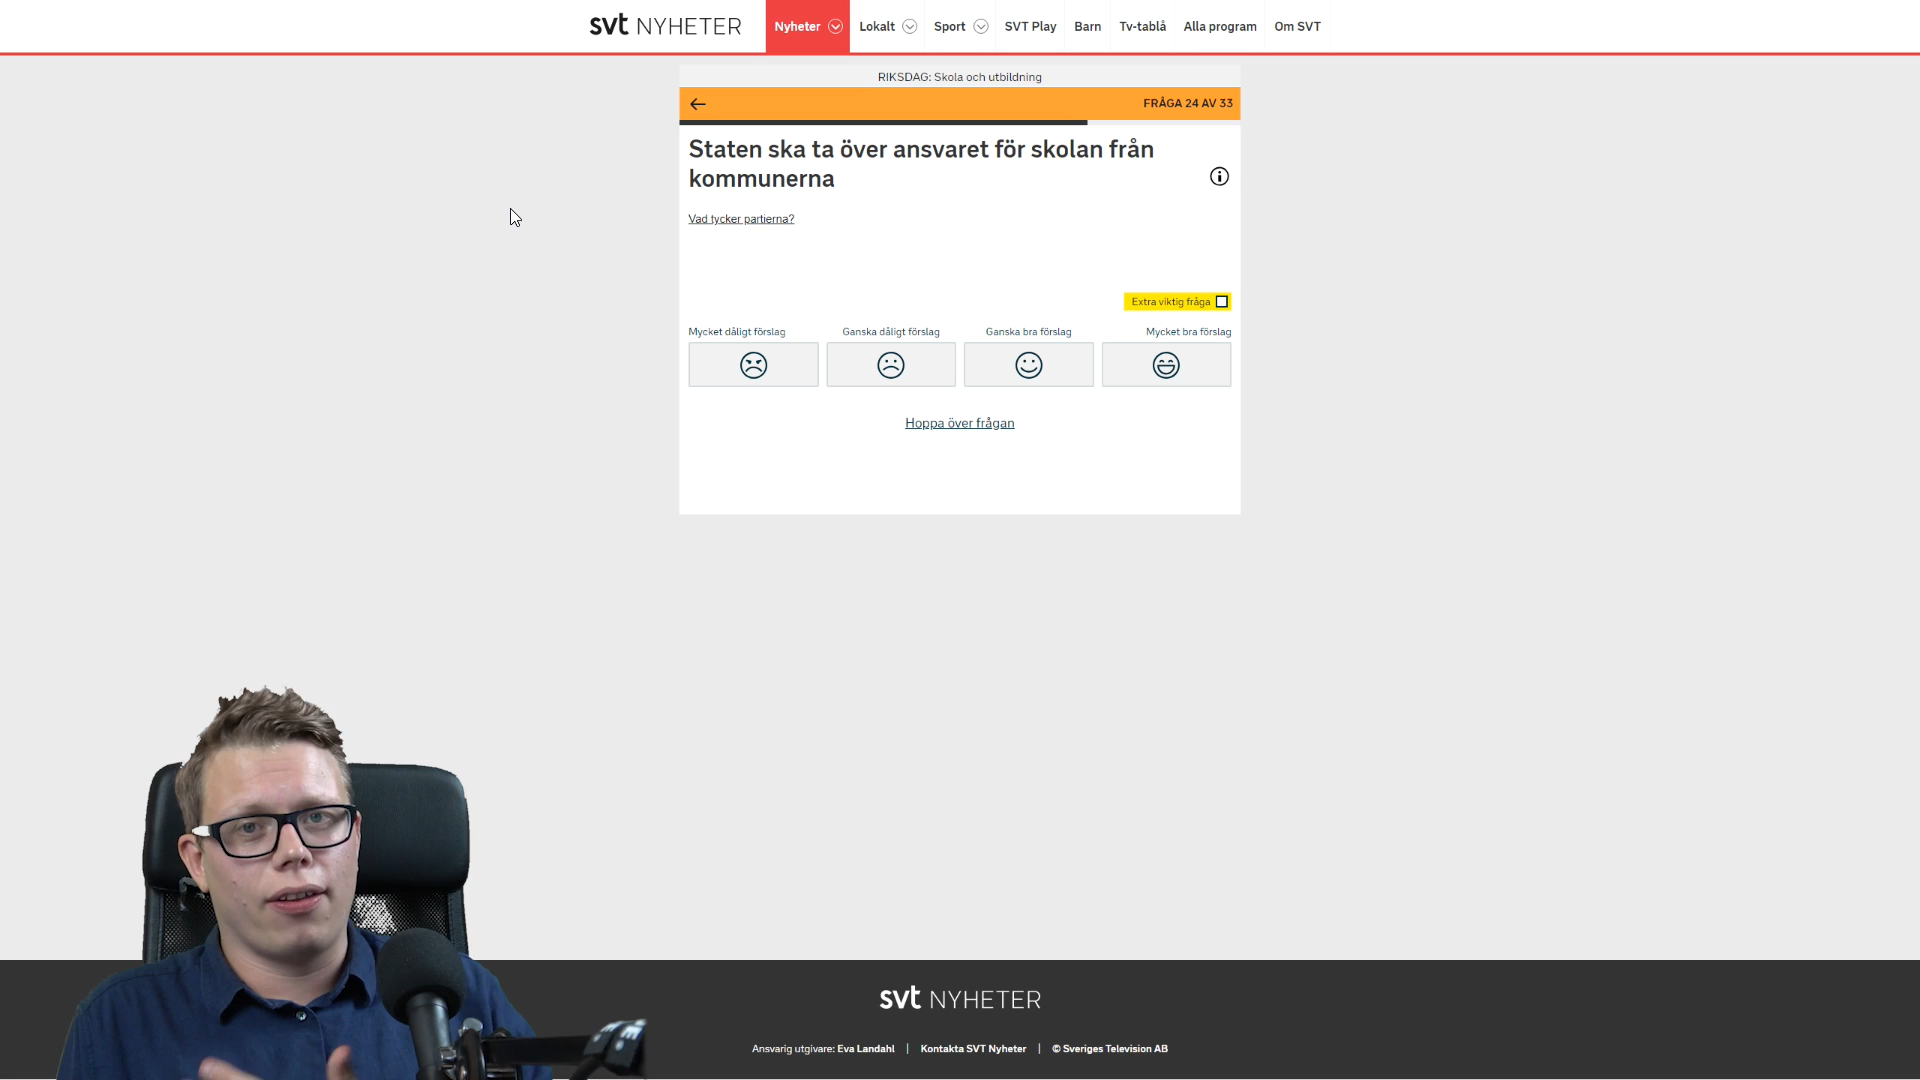 svt NYHETER
Nyheter
Lokalt
Sport
SVT Play
Barn
Tv-tablå
Alla program
Om SVT
RIKSDAG: Skola och utbildning
FRÅGA 24 AV 33
Staten ska ta över ansvaret för skolan från
kommunerna
Vad tycker partierna?
Extra viktig fråga
Mycket dåligt förslag
Ganska dåligt förslag
Ganska bra förslag
Mycket bra förslag
Hoppa över frågan
svt NYHETER
Ansvarig utgivare: Eva Landahl | Kontakta SVT Nyheter | © Sveriges Television AB